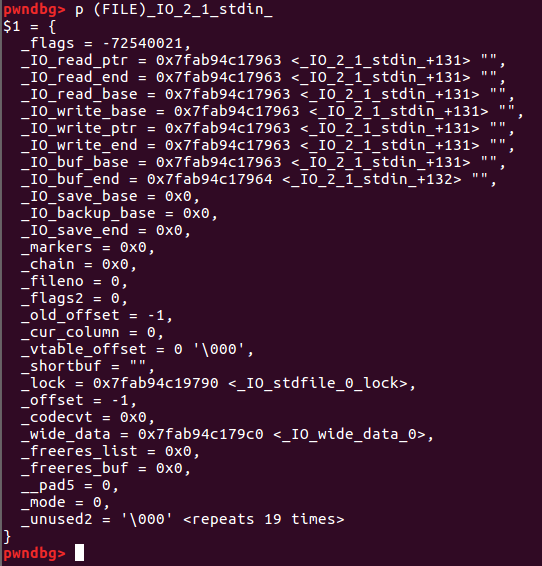 pwndbg> p (FILE)_IO_2_1_stdin_
$1 = {
  _flags = -72540021,
  _IO_read_ptr = 0x7fab94c17963 <_IO_2_1_stdin_+131> "",
  _IO_read_end = 0x7fab94c17963 <_IO_2_1_stdin_+131> "",
  _IO_read_base = 0x7fab94c17963 <_IO_2_1_stdin_+131> "",
  _IO_write_base = 0x7fab94c17963 <_IO_2_1_stdin_+131> "",
  _IO_write_ptr = 0x7fab94c17963 <_IO_2_1_stdin_+131> "",
  _IO_write_end = 0x7fab94c17963 <_IO_2_1_stdin_+131> "",
  _IO_buf_base = 0x7fab94c17963 <_IO_2_1_stdin_+131> "",
  _IO_buf_end = 0x7fab94c17964 <_IO_2_1_stdin_+132> "",
  _IO_save_base = 0x0,
  _IO_backup_base = 0x0,
  _IO_save_end = 0x0,
  _markers = 0x0,
  _chain = 0x0,
  _fileno = 0,
  _flags2 = 0,
  _old_offset = -1,
  _cur_column = 0,
  _vtable_offset = 0 '\000',
  _shortbuf = "",
  _lock = 0x7fab94c19790 <_IO_stdfile_0_lock>,
  _offset = -1,
  _codecvt = 0x0,
  _wide_data = 0x7fab94c179c0 <_IO_wide_data_0>,
  _freeres_list = 0x0,
  _freeres_buf = 0x0,
  __pad5 = 0,
  _mode = 0,
  _unused2 = '\000' <repeats 19 times>
}
pwndbg>